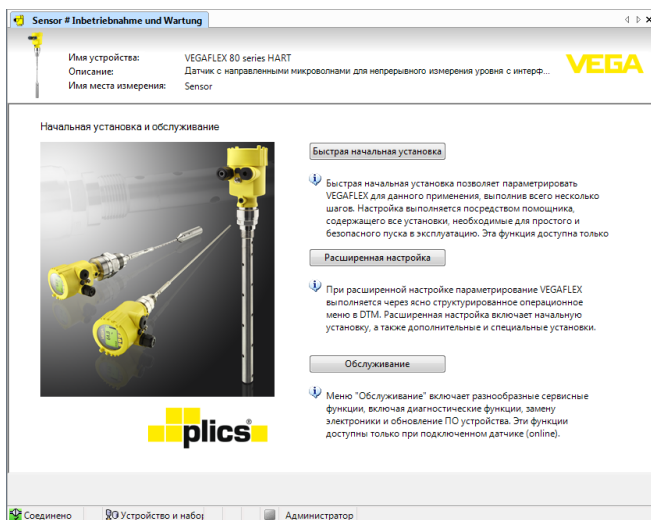 Sensor # Inbetriebnahme und Wartung
Имя устройства: VEGAFLEX 80 series HART
Описание: Датчик с направленными микроволнами для непрерывного измерения уровня с интерф...
Имя места измерения: Sensor
VEGA
Начальная установка и обслуживание
Быстрая начальная установка
Быстрая начальная установка позволяет параметрировать
VEGAFLEX для данного применения, выполнив всего несколько
шагов. Настройка выполняется посредством помощника,
содержащего все установки, необходимые для простого и
безопасного пуска в эксплуатацию. Эта функция доступна только
Расширенная настройка
При расширенной настройке параметрирование VEGAFLEX
выполняется через ясно структурированное операционное
меню в DTM. Расширенная настройка включает начальную
установку, а также дополнительные и специальные установки.
Обслуживание
Меню "Обслуживание" включает разнообразные сервисные
функции, включая диагностические функции, замену
электроники и обновление ПО устройства. Эти функции
доступны только при подключенном датчике (online).
plics®
Соединено Устройство и набор Администратор